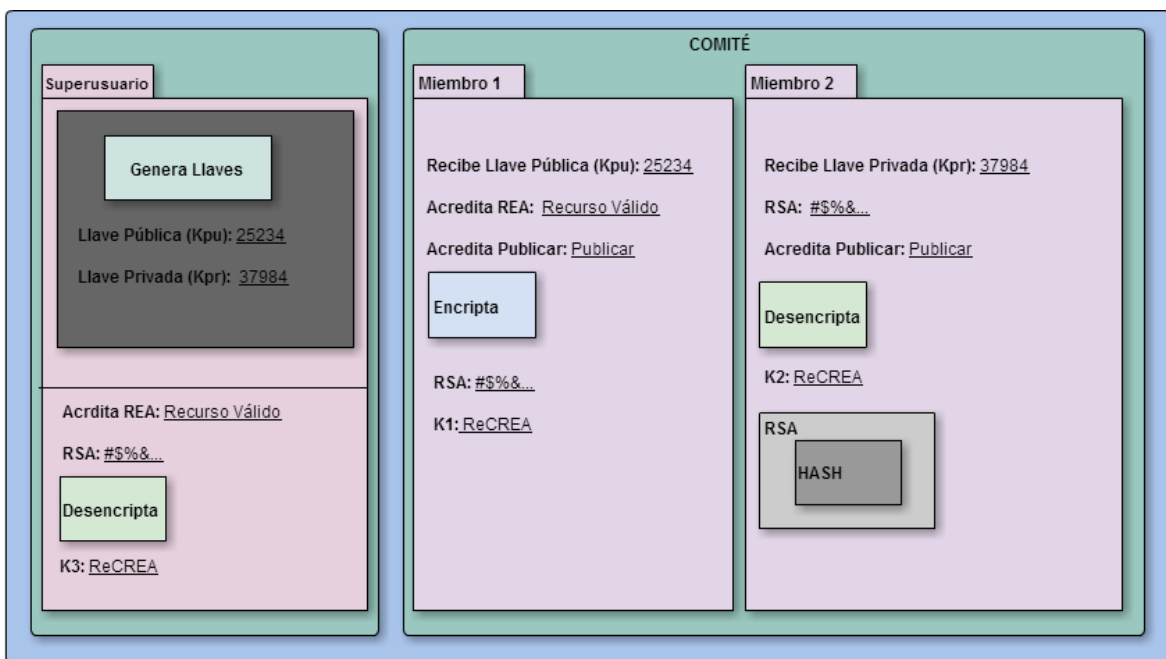 Superusuario
Genera Llaves
Llave Pública (Kpu): 25234
Llave Privada (Kpr): 37984
Acrdita REA: Recurso Válido
RSA: #$%&...
Desencripta
K3: ReCREA
COMITÉ
Miembro 1
Recibe Llave Pública (Kpu): 25234
Acredita REA: Recurso Válido
Acredita Publicar: Publicar
Encripta
RSA: #$%&...
K1: ReCREA
Miembro 2
Recibe Llave Privada (Kpr): 37984
RSA: #$%&...
Acredita Publicar: Publicar
Desencripta
K2: ReCREA
RSA
HASH